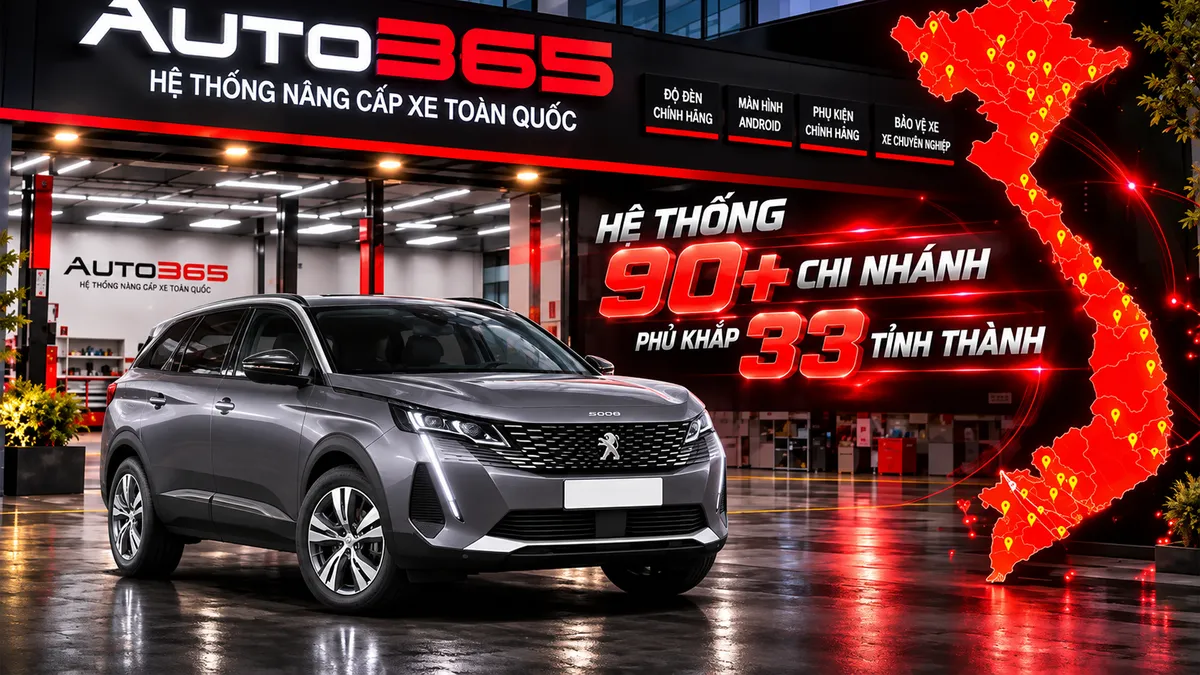 AUTO365
HỆ THỐNG NÂNG CẤP XE TOÀN QUỐC
ĐỘ ĐÈN
CHÍNH HÃNG
MÀN HÌNH
ANDROID
PHỤ KIỆN
CHÍNH HÃNG
BẢO VỆ XE
XE CHUYÊN NGHIỆP
AUTO365
HỆ THỐNG NÂNG CẤP XE TOÀN QUỐC
HỆ THỐNG
90+ CHI NHÁNH
PHỦ KHẮP 33 TỈNH THÀNH
5008